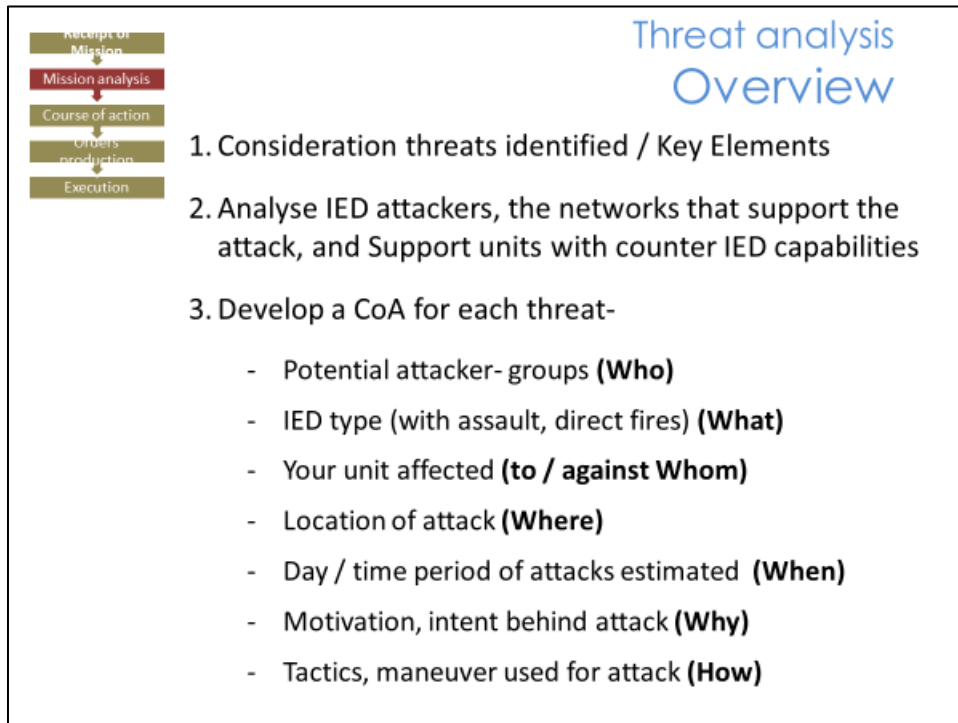 Receipt of
Mission
Mission analysis
Course of action
Orders
production
Execution
Threat analysis
Overview
1. Consideration threats identified / Key Elements
2. Analyse IED attackers, the networks that support the
attack, and Support units with counter IED capabilities
3. Develop a CoA for each threat-
- Potential attacker- groups (Who)
- IED type (with assault, direct fires) (What)
- Your unit affected (to / against Whom)
- Location of attack (Where)
- Day / time period of attacks estimated (When)
- Motivation, intent behind attack (Why)
- Tactics, maneuver used for attack (How)